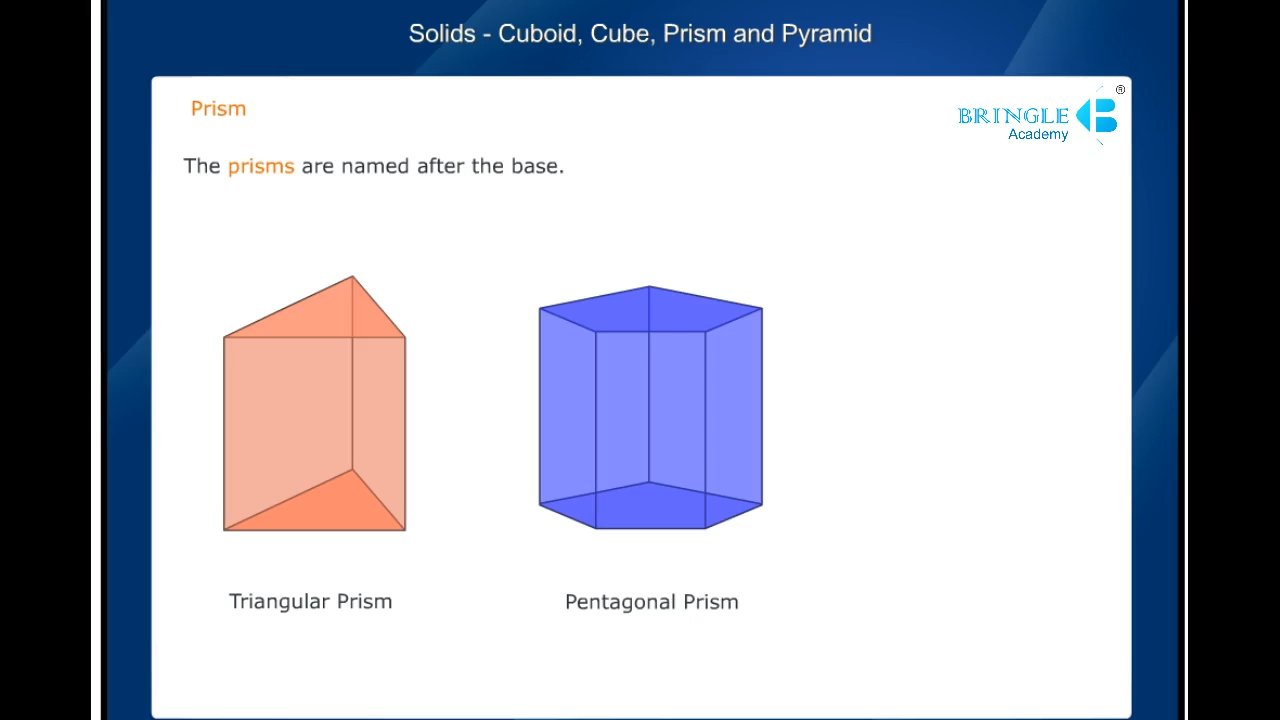 Solids - Cuboid, Cube, Prism and Pyramid
Prism
BRINGLE ®
Academy
The prisms are named after the base.
Triangular Prism
Pentagonal Prism